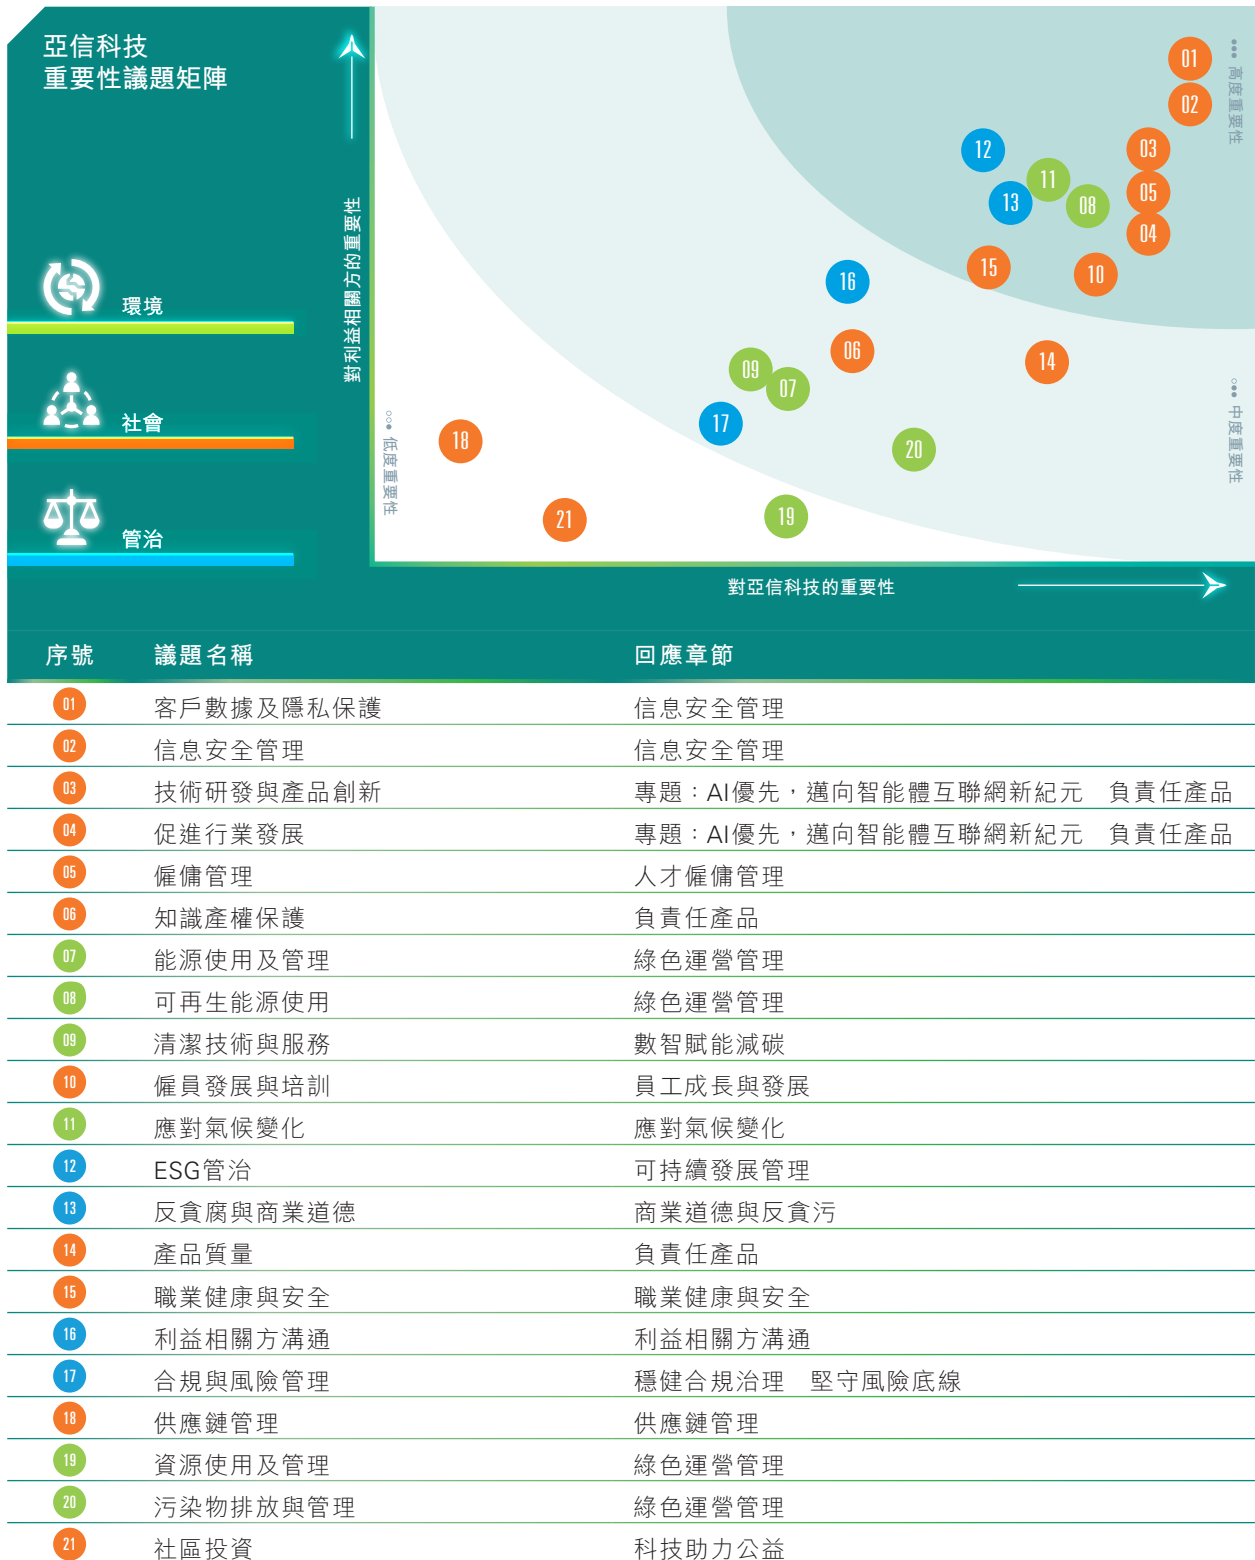 亞信科技
重要性議題矩陣
環境
社會
管治
對利益相關方的重要性
高度重要性
中度重要性
低度重要性
01
02
12
03
11
05
13
08
04
15
10
16
06
14
09
07
17
18
20
21
19
對亞信科技的重要性
序號 議題名稱 回應章節
01 客戶數據及隱私保護 信息安全管理
02 信息安全管理 信息安全管理
03 技術研發與產品創新 專題：AI優先，邁向智能體互聯網新紀元 負責任產品
04 促進行業發展 專題：AI優先，邁向智能體互聯網新紀元 負責任產品
05 僱傭管理 人才僱傭管理
06 知識產權保護 負責任產品
07 能源使用及管理 綠色運營管理
08 可再生能源使用 綠色運營管理
09 清潔技術與服務 數智賦能減碳
10 僱員發展與培訓 員工成長與發展
11 應對氣候變化 應對氣候變化
12 ESG管治 可持續發展管理
13 反貪腐與商業道德 商業道德與反貪污
14 產品質量 負責任產品
15 職業健康與安全 職業健康與安全
16 利益相關方溝通 利益相關方溝通
17 合規與風險管理 穩健合規治理 堅守風險底線
18 供應鏈管理 供應鏈管理
19 資源使用及管理 綠色運營管理
20 污染物排放與管理 綠色運營管理
21 社區投資 科技助力公益